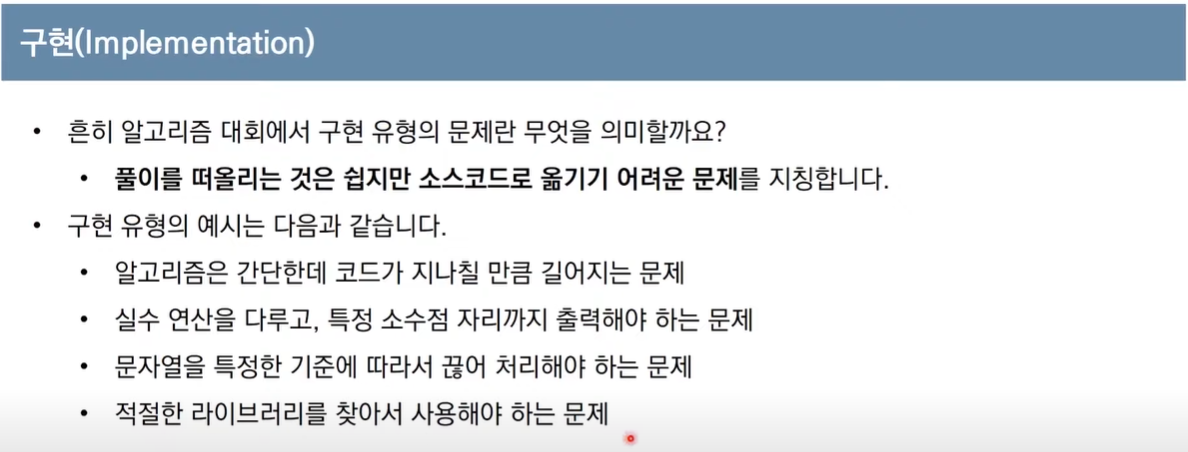 구현(Implementation)
• 흔히 알고리즘 대회에서 구현 유형의 문제란 무엇을 의미할까요?
• 풀이를 떠올리는 것은 쉽지만 소스코드로 옮기기 어려운 문제를 지칭합니다.
• 구현 유형의 예시는 다음과 같습니다.
• 알고리즘은 간단한데 코드가 지나칠 만큼 길어지는 문제
• 실수 연산을 다루고, 특정 소수점 자리까지 출력해야 하는 문제
• 문자열을 특정한 기준에 따라서 끊어 처리해야 하는 문제
• 적절한 라이브러리를 찾아서 사용해야 하는 문제